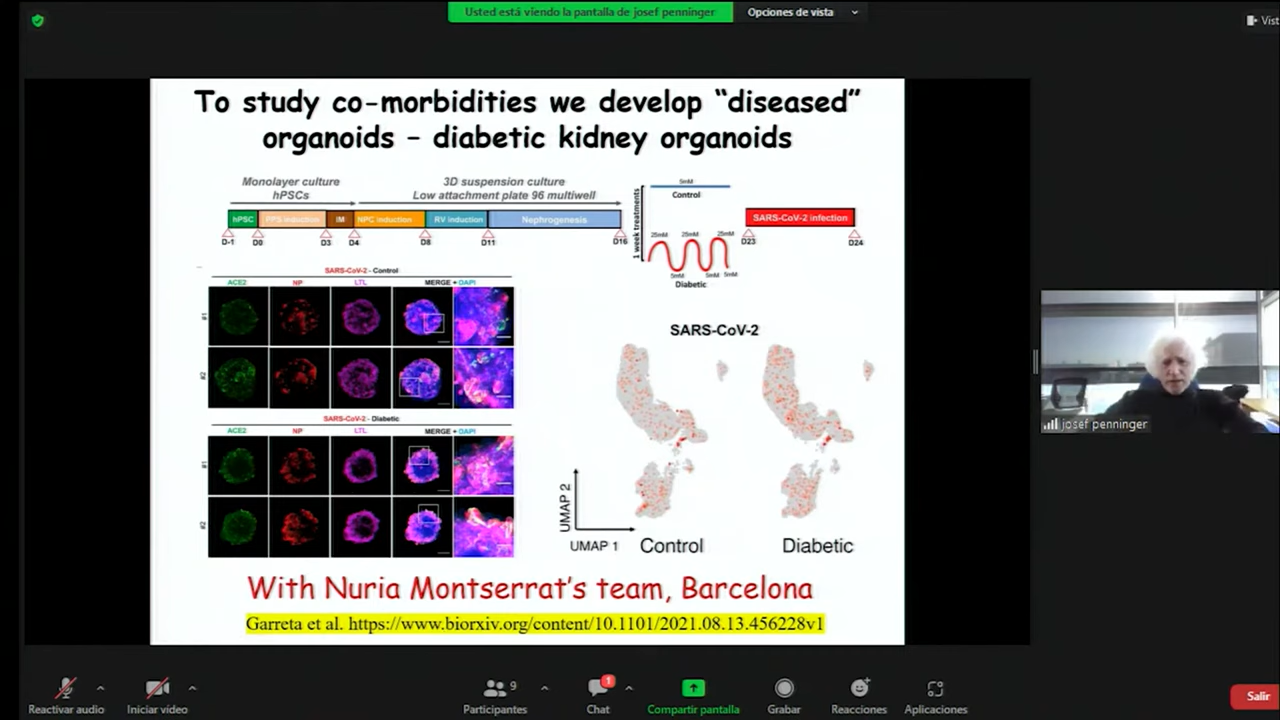 Usted está viendo la pantalla de josef penninger
Opciones de vista
Vist
To study co-morbidities we develop “diseased”
organoids – diabetic kidney organoids
Monolayer culture
hPSCs
3D suspension culture
Low attachment plate 96 multiwell
hPSC PPS induction IM NPC induction RV induction Nephrogenesis
D-1 D0 D3 D4 D8 D11 D16
1 week treatments
5mM
Control
25mM 25mM 25mM
5mM 5mM 5mM
Diabetic
SARS-CoV-2 infection
D23 D24
SARS-CoV-2 - Control
ACE2 NP LTL MERGE + DAPI
#1
#2
SARS-CoV-2 - Diabetic
ACE2 NP LTL MERGE + DAPI
#1
#2
SARS-CoV-2
UMAP 2
UMAP 1
Control
Diabetic
With Nuria Montserrat’s team, Barcelona
Garreta et al. https://www.biorxiv.org/content/10.1101/2021.08.13.456228v1
josef penninger
Reactivar audio
Iniciar vídeo
9
Participantes
1
Chat
Compartir pantalla
Grabar
Reacciones
Aplicaciones
Salir